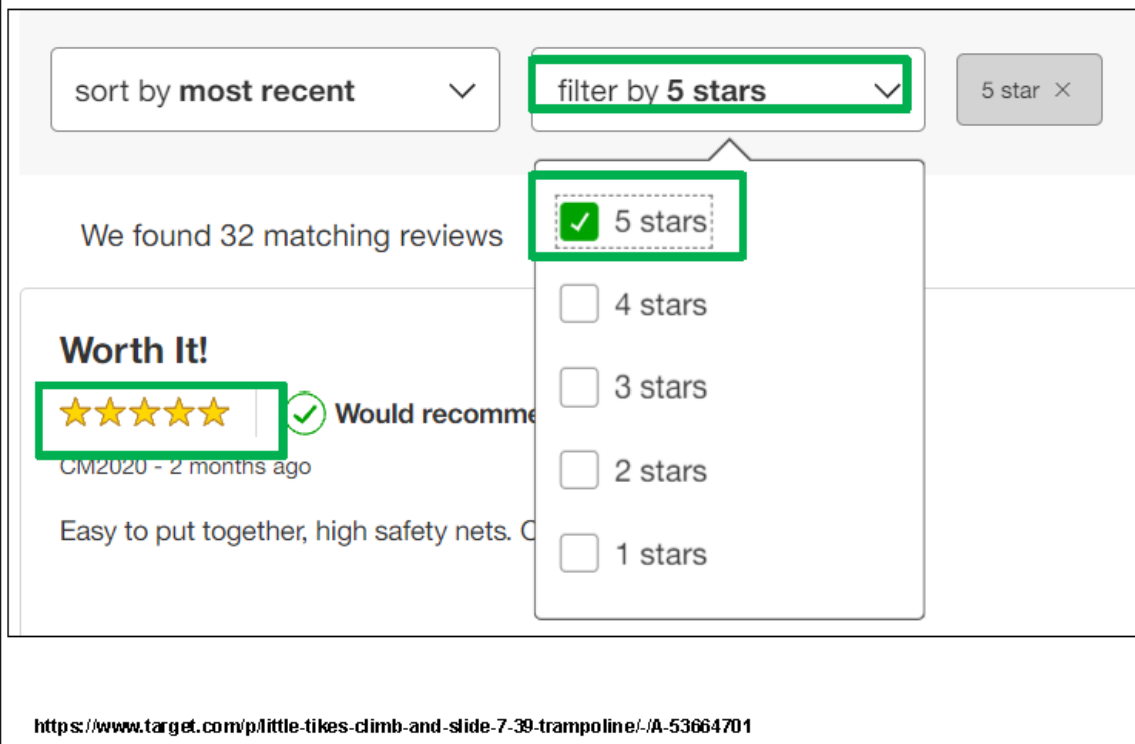 sort by most recent
filter by 5 stars
5 star ×
5 stars
We found 32 matching reviews
4 stars
Worth It!
3 stars
Would recomme
CM2020 - 2 months ago
2 stars
Easy to put together, high safety nets. C
1 stars
https://www.target.com/p/little-tikes-climb-and-slide-7-39-trampoline/-/A-53664701